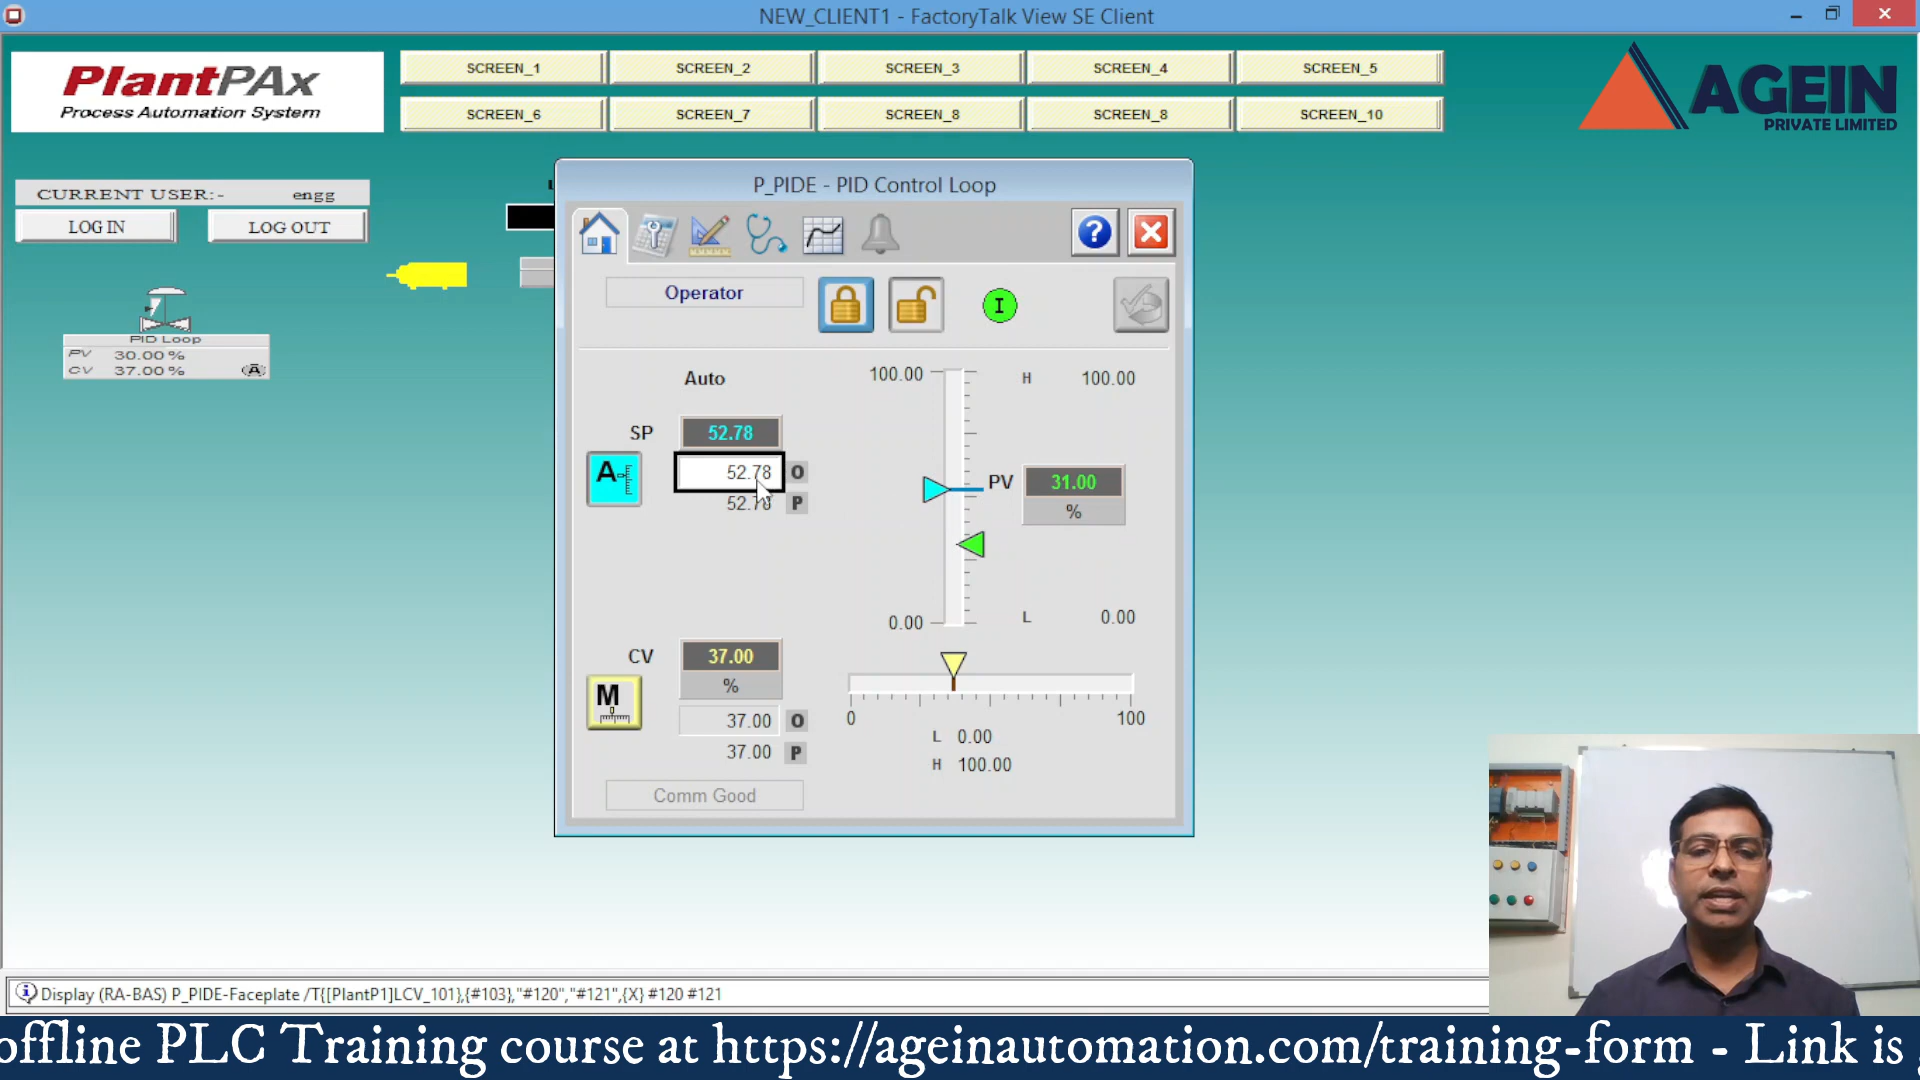 NEW_CLIENT1 - FactoryTalk View SE Client
PlantPAx
Process Automation System
SCREEN_1
SCREEN_2
SCREEN_3
SCREEN_4
SCREEN_5
SCREEN_6
SCREEN_7
SCREEN_8
SCREEN_8
SCREEN_10
AGEIN
PRIVATE LIMITED
CURRENT USER:- engg
LOG IN
LOG OUT
PID Loop
PV 30.00 %
CV 37.00 %
A
P_PIDE - PID Control Loop
?
Operator
I
Auto
SP 52.78
A
52.78 O
52.78 P
100.00
H 100.00
PV 31.00
%
0.00
L 0.00
CV 37.00
%
M
37.00 O
37.00 P
0
100
L 0.00
H 100.00
Comm Good
Display (RA-BAS) P_PIDE-Faceplate /T{[PlantP1]LCV_101},{#103},"#120","#121",{X} #120 #121
offline PLC Training course at https://ageinautomation.com/training-form - Link is